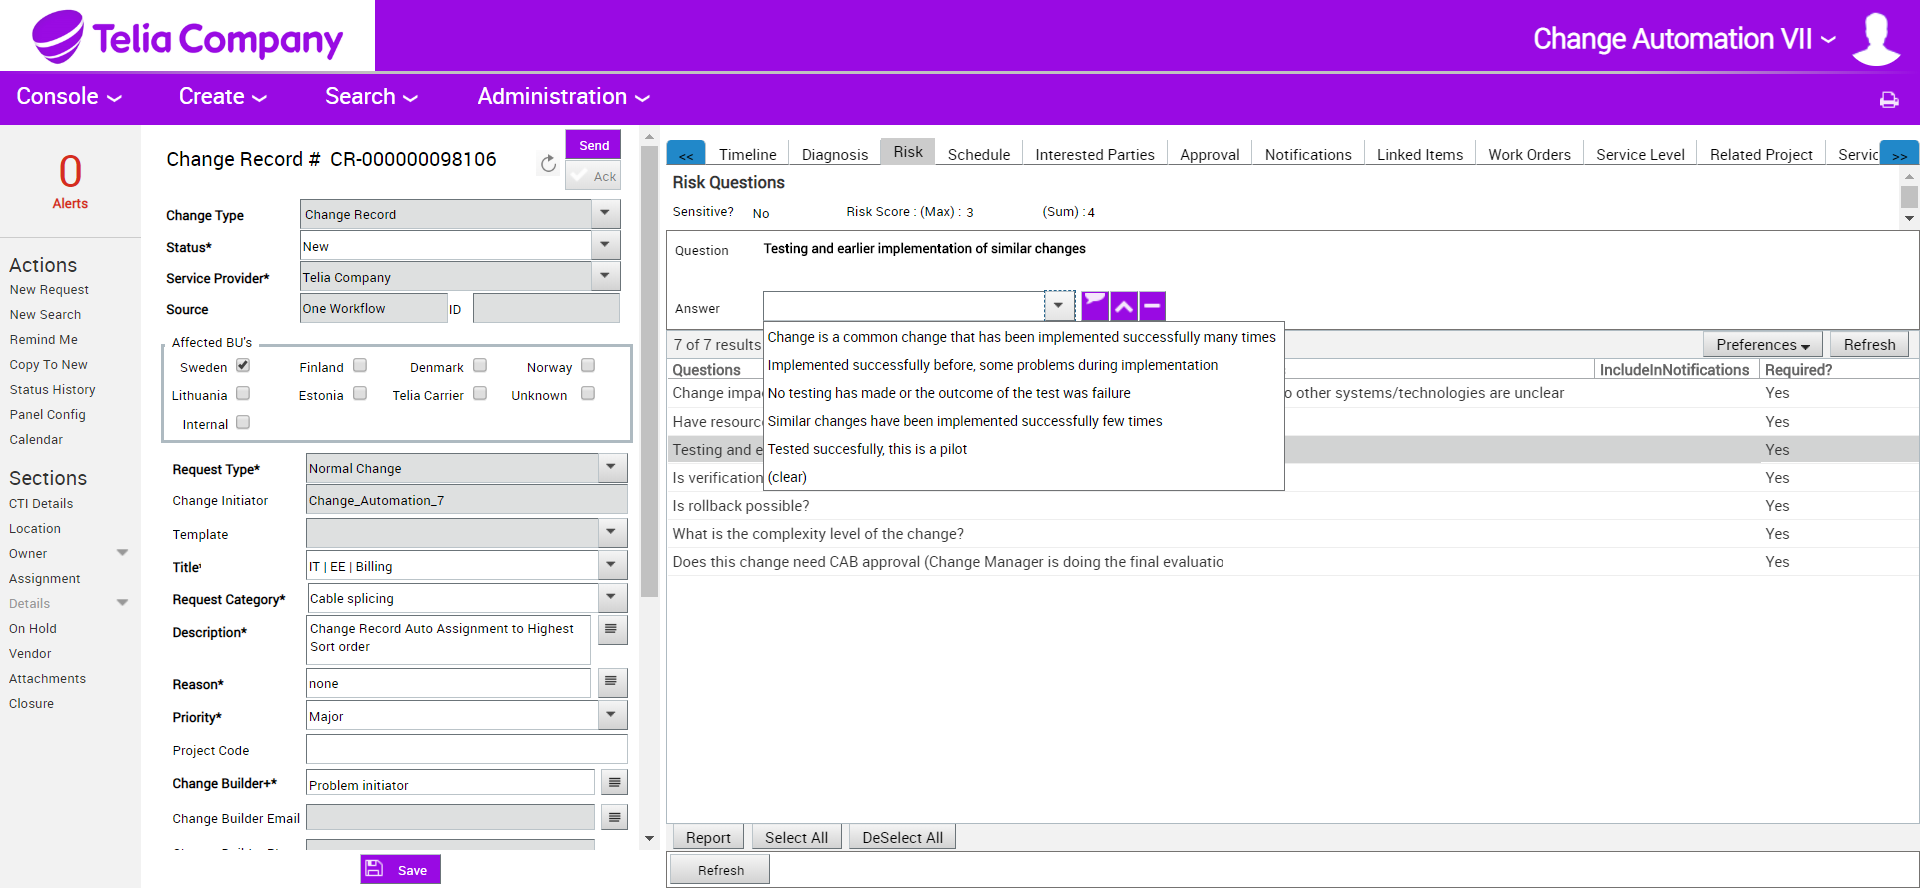 Telia Company
Change Automation VII
Console
Create
Search
Administration
0
Alerts
Actions
New Request
New Search
Remind Me
Copy To New
Status History
Panel Config
Calendar
Sections
CTI Details
Location
Owner
Assignment
Details
On Hold
Vendor
Attachments
Closure
Change Record # CR-000000098106
Send
Ack
Change Type Change Record
Status* New
Service Provider* Telia Company
Source One Workflow ID
Affected BU's
Sweden Finland Denmark Norway
Lithuania Estonia Telia Carrier Unknown
Internal
Request Type* Normal Change
Change Initiator Change_Automation_7
Template
Title¹ IT | EE | Billing
Request Category* Cable splicing
Description* Change Record Auto Assignment to Highest
Sort order
Reason* none
Priority* Major
Project Code
Change Builder+* Problem initiator
Change Builder Email
Save
<< Timeline Diagnosis Risk Schedule Interested Parties Approval Notifications Linked Items Work Orders Service Level Related Project Servic >>
Risk Questions
Sensitive? No Risk Score : (Max) : 3 (Sum) : 4
Question Testing and earlier implementation of similar changes
Answer
Change is a common change that has been implemented successfully many times
Implemented successfully before, some problems during implementation
No testing has made or the outcome of the test was failure
Similar changes have been implemented successfully few times
Tested succesfully, this is a pilot
(clear)
7 of 7 results
Preferences Refresh
Questions IncludeInNotifications Required?
Change impac o other systems/technologies are unclear Yes
Have resourc Yes
Testing and e Yes
Is verification Yes
Is rollback possible? Yes
What is the complexity level of the change? Yes
Does this change need CAB approval (Change Manager is doing the final evaluatio Yes
Report Select All DeSelect All
Refresh